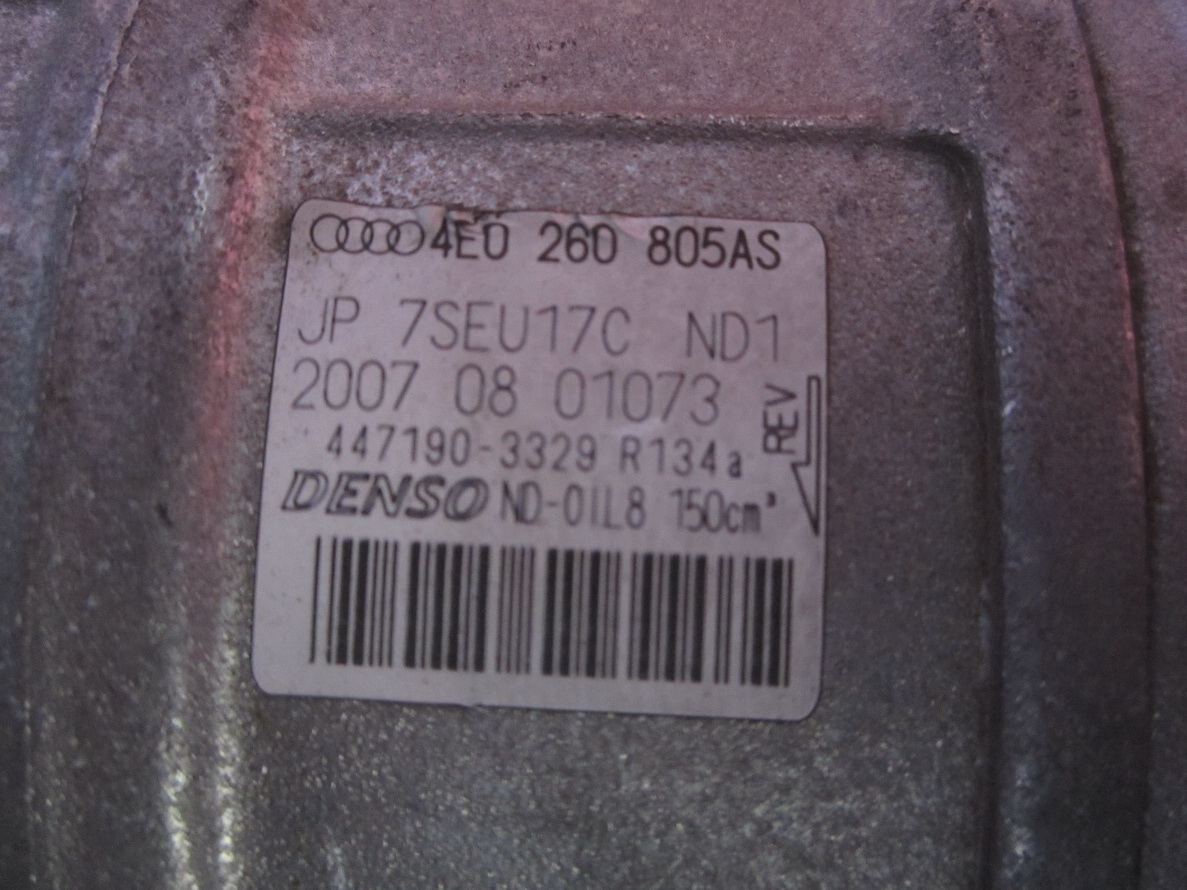 4E0 260 805AS
JP 7SEU17C ND1
2007 08 01073
REV
447190-3329 R134a
DENSO ND-OIL8 150cm³